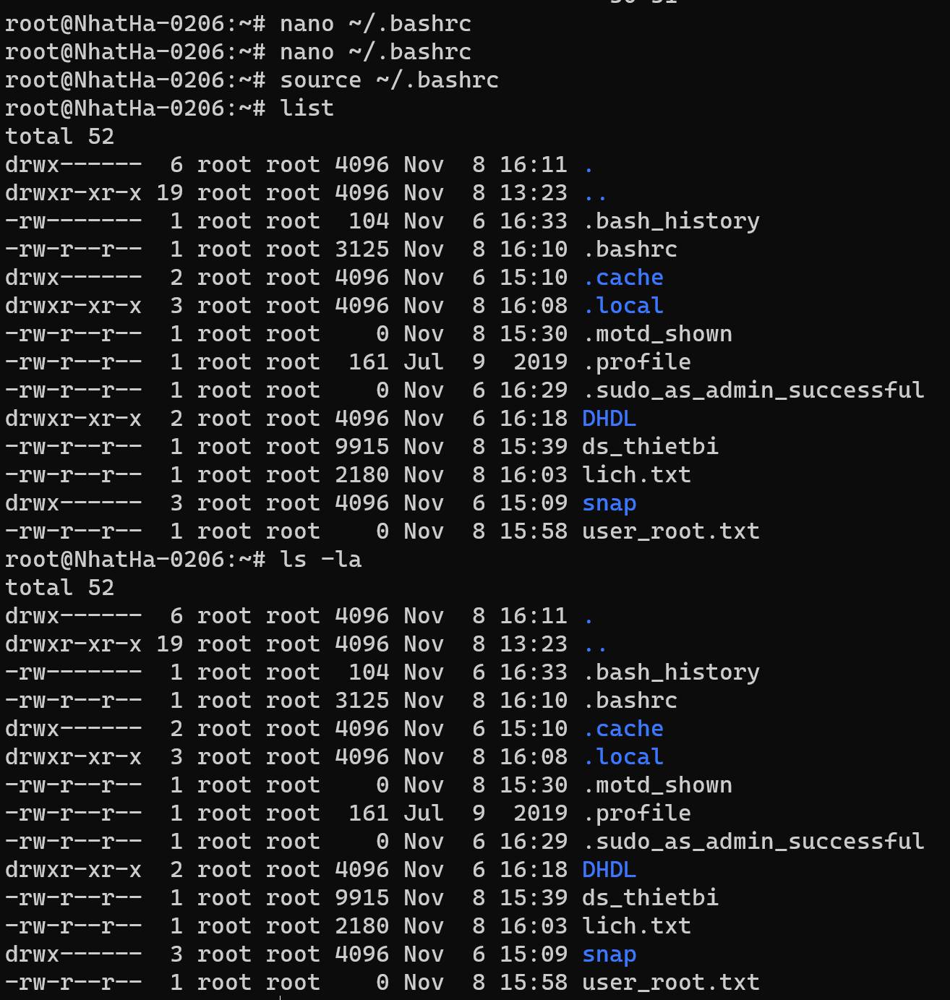 root@NhatHa-0206:~# nano ~/.bashrc
root@NhatHa-0206:~# nano ~/.bashrc
root@NhatHa-0206:~# source ~/.bashrc
root@NhatHa-0206:~# list
total 52
drwx------  6 root root 4096 Nov  8 16:11 .
drwxr-xr-x 19 root root 4096 Nov  8 13:23 ..
-rw-------  1 root root  104 Nov  6 16:33 .bash_history
-rw-r--r--  1 root root 3125 Nov  8 16:10 .bashrc
drwx------  2 root root 4096 Nov  6 15:10 .cache
drwxr-xr-x  3 root root 4096 Nov  8 16:08 .local
-rw-r--r--  1 root root    0 Nov  8 15:30 .motd_shown
-rw-r--r--  1 root root  161 Jul  9  2019 .profile
-rw-r--r--  1 root root    0 Nov  6 16:29 .sudo_as_admin_successful
drwxr-xr-x  2 root root 4096 Nov  6 16:18 DHDL
-rw-r--r--  1 root root 9915 Nov  8 15:39 ds_thietbi
-rw-r--r--  1 root root 2180 Nov  8 16:03 lich.txt
drwx------  3 root root 4096 Nov  6 15:09 snap
-rw-r--r--  1 root root    0 Nov  8 15:58 user_root.txt
root@NhatHa-0206:~# ls -la
total 52
drwx------  6 root root 4096 Nov  8 16:11 .
drwxr-xr-x 19 root root 4096 Nov  8 13:23 ..
-rw-------  1 root root  104 Nov  6 16:33 .bash_history
-rw-r--r--  1 root root 3125 Nov  8 16:10 .bashrc
drwx------  2 root root 4096 Nov  6 15:10 .cache
drwxr-xr-x  3 root root 4096 Nov  8 16:08 .local
-rw-r--r--  1 root root    0 Nov  8 15:30 .motd_shown
-rw-r--r--  1 root root  161 Jul  9  2019 .profile
-rw-r--r--  1 root root    0 Nov  6 16:29 .sudo_as_admin_successful
drwxr-xr-x  2 root root 4096 Nov  6 16:18 DHDL
-rw-r--r--  1 root root 9915 Nov  8 15:39 ds_thietbi
-rw-r--r--  1 root root 2180 Nov  8 16:03 lich.txt
drwx------  3 root root 4096 Nov  6 15:09 snap
-rw-r--r--  1 root root    0 Nov  8 15:58 user_root.txt